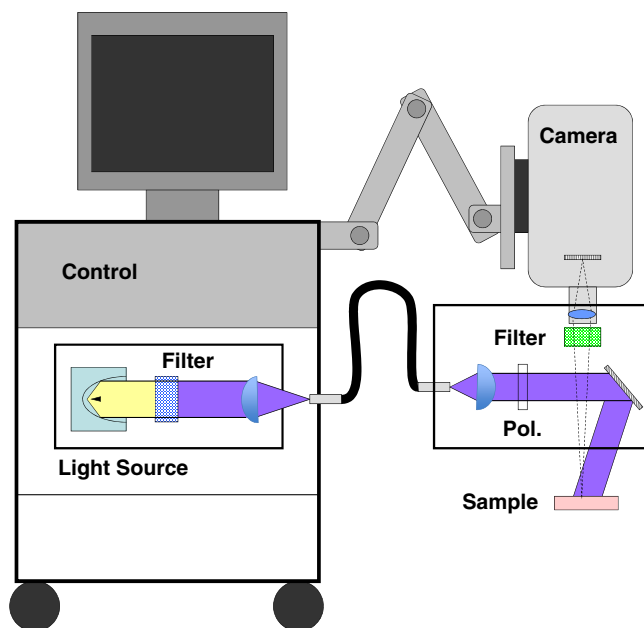 Camera
Control
Filter
Filter
Pol.
Light Source
Sample